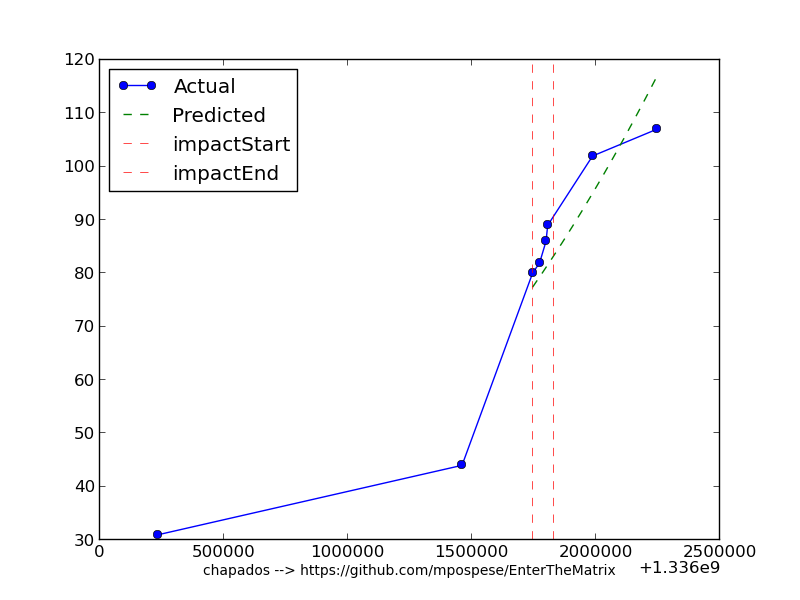 120
110
100
90
80
70
60
50
40
30
Actual
Predicted
impactStart
impactEnd
0 500000 1000000 1500000 2000000 2500000
chapados --> https://github.com/mpospese/EnterTheMatrix +1.336e9